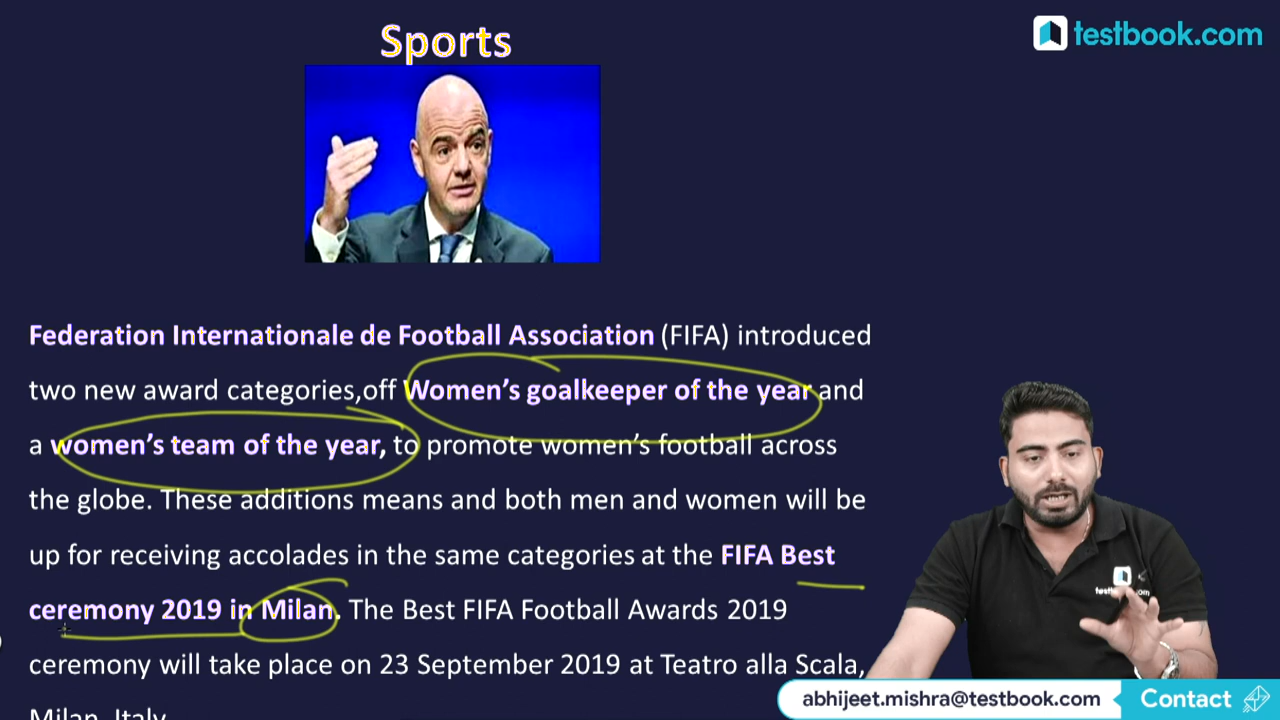 Sports
testbook.com
Federation Internationale de Football Association (FIFA) introduced
two new award categories,off Women's goalkeeper of the year and
a women's team of the year, to promote women's football across
the globe. These additions means and both men and women will be
up for receiving accolades in the same categories at the FIFA Best
ceremony 2019 in Milan. The Best FIFA Football Awards 2019
ceremony will take place on 23 September 2019 at Teatro alla Scala,
Milan, Italy
abhijeet.mishra@testbook.com Contact